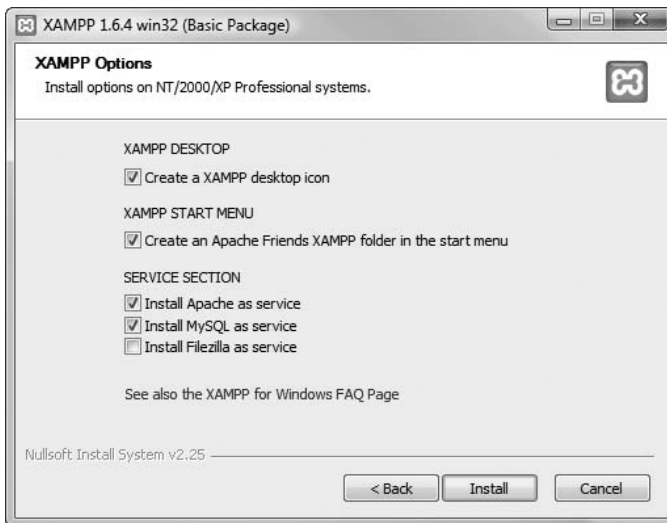 XAMPP 1.6.4 win32 (Basic Package)
XAMPP Options
Install options on NT/2000/XP Professional systems.
XAMPP DESKTOP
Create a XAMPP desktop icon
XAMPP START MENU
Create an Apache Friends XAMPP folder in the start menu
SERVICE SECTION
Install Apache as service
Install MySQL as service
Install Filezilla as service
See also the XAMPP for Windows FAQ Page
Nullsoft Install System v2.25
< Back
Install
Cancel